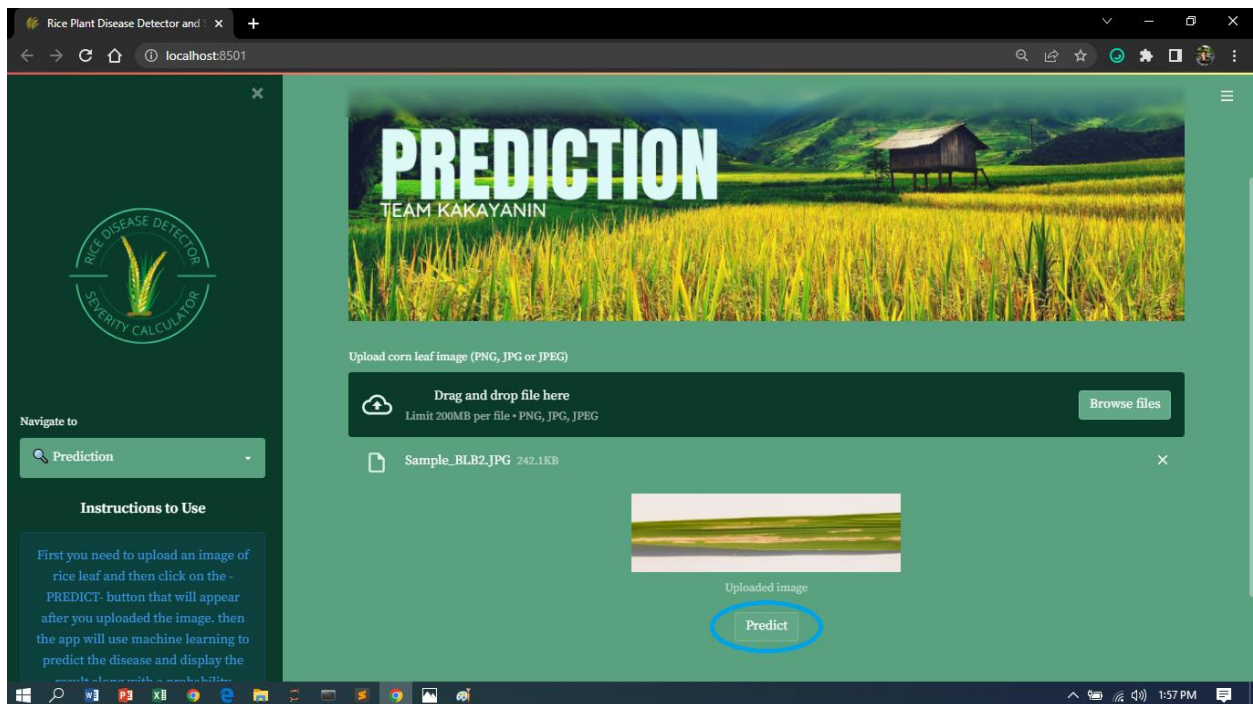 Rice Plant Disease Detector and S
localhost:8501
RICE DISEASE DETECTOR
SEVERITY CALCULATOR
Navigate to
Prediction
Instructions to Use
First you need to upload an image of
rice leaf and then click on the -
PREDICT- button that will appear
after you uploaded the image. then
the app will use machine learning to
predict the disease and display the
result along with a probability
PREDICTION
TEAM KAKAYANIN
Upload corn leaf image (PNG, JPG or JPEG)
Drag and drop file here
Limit 200MB per file • PNG, JPG, JPEG
Browse files
Sample_BLB2.JPG 242.1KB
Uploaded image
Predict
1:57 PM